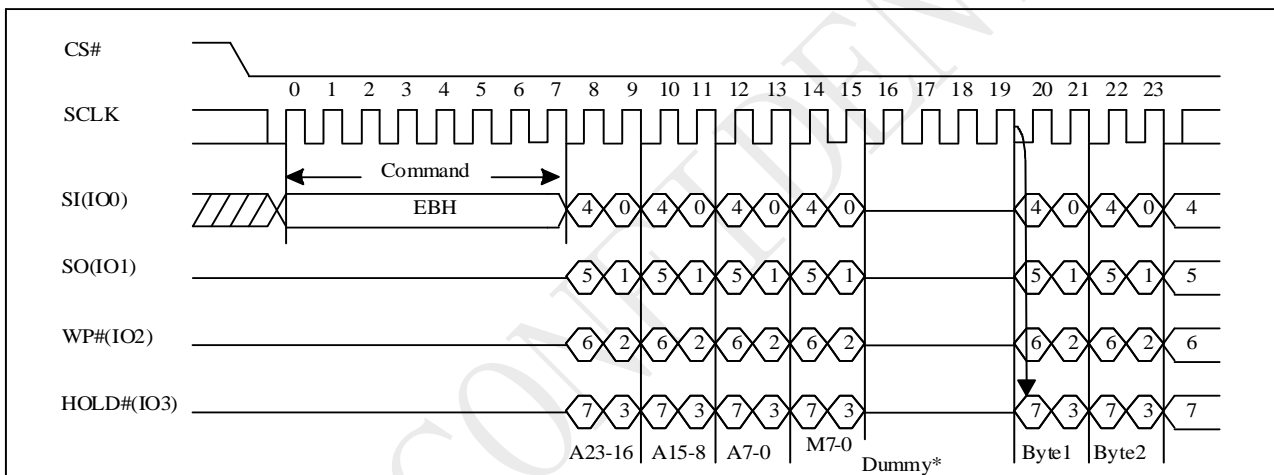 CS#
0 1 2 3 4 5 6 7 8 9 10 11 12 13 14 15 16 17 18 19 20 21 22 23
SCLK
Command
SI(IO0) EBH 4 0 4 0 4 0 4 0 4 0 4 0 4
SO(IO1) 5 1 5 1 5 1 5 1 5 1 5 1 5
WP#(IO2) 6 2 6 2 6 2 6 2 6 2 6 2 6
HOLD#(IO3) 7 3 7 3 7 3 7 3 7 3 7 3 7
A23-16 A15-8 A7-0 M7-0 Byte1 Byte2
Dummy*